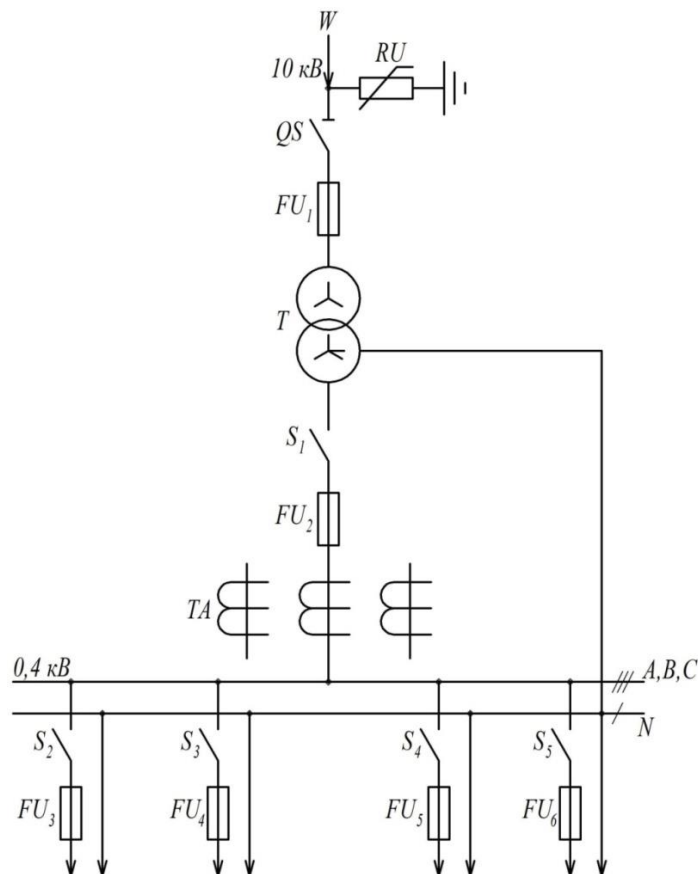 W
10 кВ
RU
QS
FU₁
T
S₁
FU₂
TA
0,4 кВ
A,B,C
N
S₂
S₃
S₄
S₅
FU₃
FU₄
FU₅
FU₆